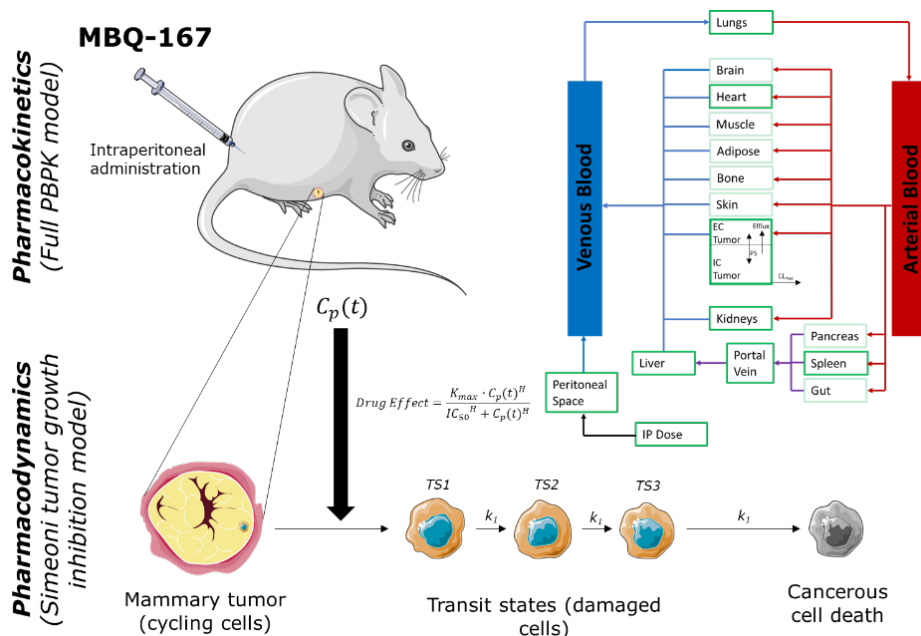 MBQ-167
Pharmacokinetics
(Full PBPK model)
Intraperitoneal
administration
Venous Blood
Arterial Blood
Lungs
Brain
Heart
Muscle
Adipose
Bone
Skin
EC
Tumor
Efflux
PS
IC
Tumor
Kidneys
Pancreas
Liver
Portal
Vein
Spleen
Gut
Peritoneal
Space
IP Dose
C_p(t)
Drug Effect = K_max · C_p(t)^H / IC_50^H + C_p(t)^H
Pharmacodynamics
(Simeoni tumor growth
inhibition model)
TS1
TS2
TS3
k_1
k_1
k_1
Mammary tumor
(cycling cells)
Transit states (damaged
cells)
Cancerous
cell death